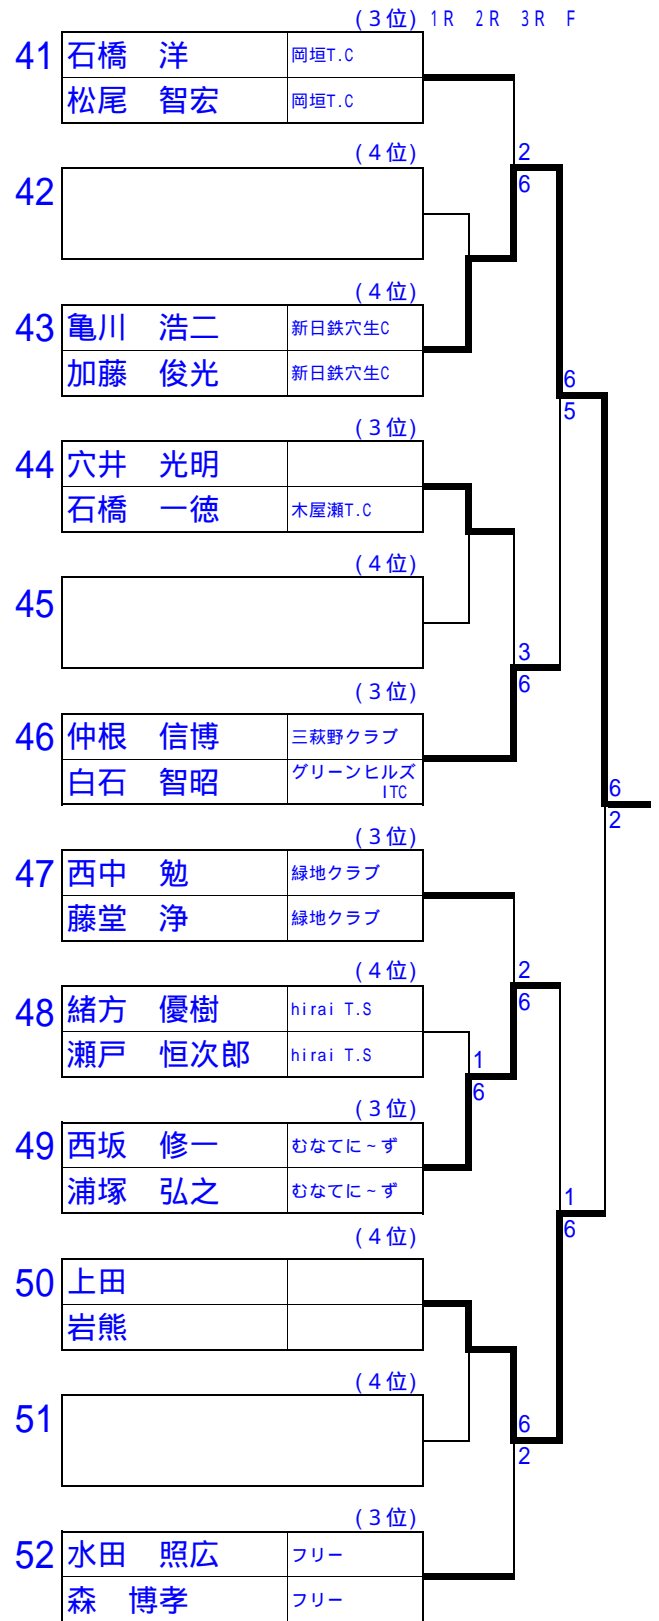 (3位) 1R 2R 3R F
41 石橋　洋 岡垣T.C
松尾　智宏 岡垣T.C
(4位)
2
42
6
(4位)
43 亀川　浩二 新日鉄穴生C
加藤　俊光 新日鉄穴生C
6
5
(3位)
44 穴井　光明
石橋　一徳 木屋瀬T.C
(4位)
45
3
6
(3位)
46 仲根　信博 三萩野クラブ
白石　智昭 グリーンヒルズ
ITC
6
2
(3位)
47 西中　勉 緑地クラブ
藤堂　浄 緑地クラブ
(4位)
2
6
48 緒方　優樹 hirai T.S
瀬戸　恒次郎 hirai T.S
1
6
(3位)
49 西坂　修一 むなてに～ず
浦塚　弘之 むなてに～ず
1
6
(4位)
50 上田
岩熊
(4位)
51
6
2
(3位)
52 水田　照広 フリー
森　博孝 フリー